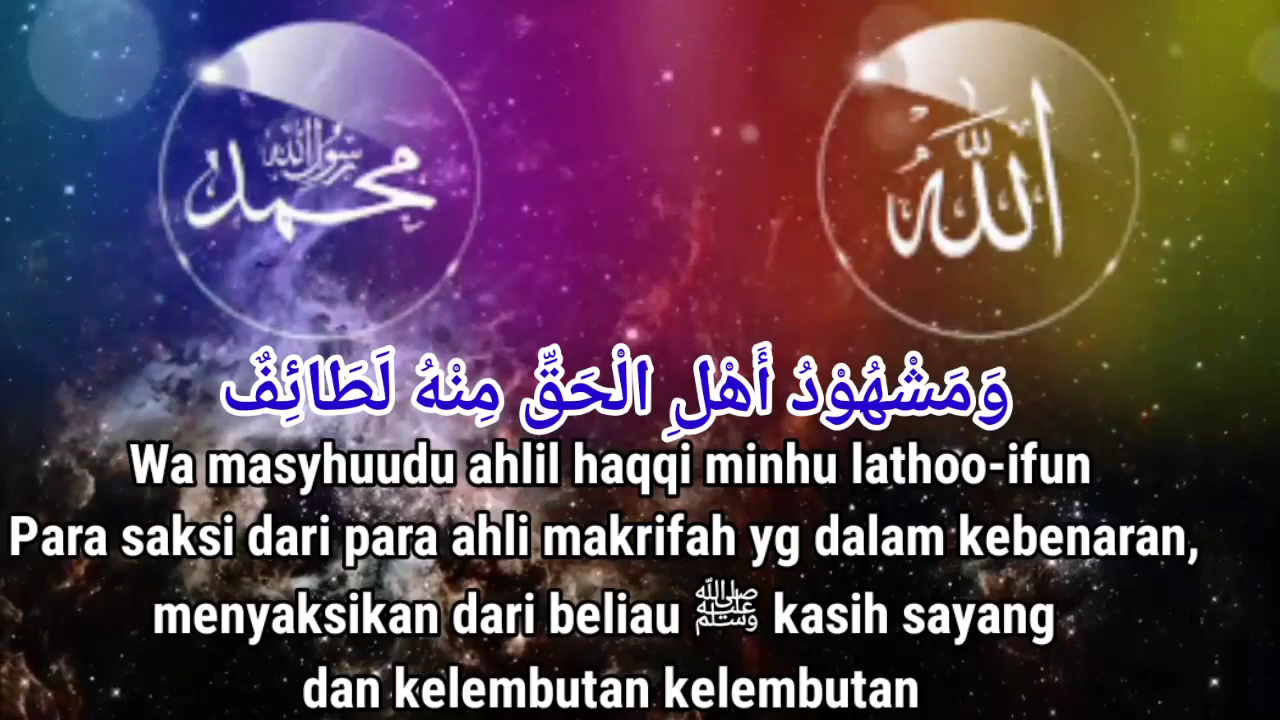 محمد رسول الله
الله
وَمَشْهُوْدُ أَهْلِ الْحَقِّ مِنْهُ لَطَائِفٌ
Wa masyhuudu ahlil haqqi minhu lathoo-ifun
Para saksi dari para ahli makrifah yg dalam kebenaran,
menyaksikan dari beliau ﷺ kasih sayang
dan kelembutan kelembutan